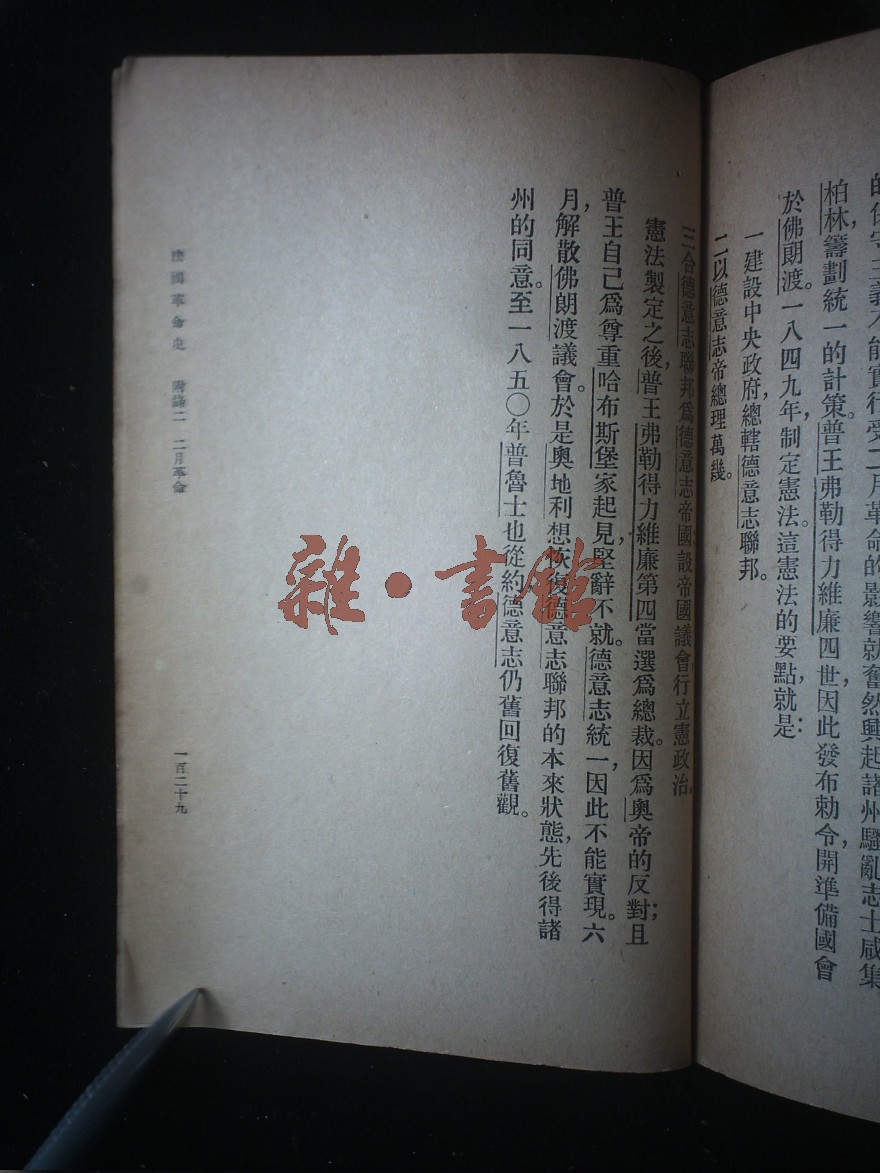 的保守主義不能實行受二月革命的影響就奮然興起諸州騷亂志士咸集
柏林，籌劃統一的計策。普王弗勒得力維廉四世，因此發布勅令，開準備國會
於佛朗渡。一八四九年，制定憲法。這憲法的要點，就是：
一建設中央政府，總轄德意志聯邦。
二以德意志帝總理萬幾。
三合德意志聯邦爲德意志帝國設帝國議會行立憲政治。
憲法製定之後，普王弗勒得力維廉第四當選爲總裁。因爲奧帝的反對；且
普王自己爲尊重哈布斯堡家起見，堅辭不就。德意志統一，因此不能實現。六
月，解散佛朗渡議會。於是奧地利想恢復德意志聯邦的本來狀態，先後得諸
州的同意。至一八五〇年普魯士也從約，德意志仍舊回復舊觀。
法國革命史 附錄二 二月革命
一百二十九
雜·書館